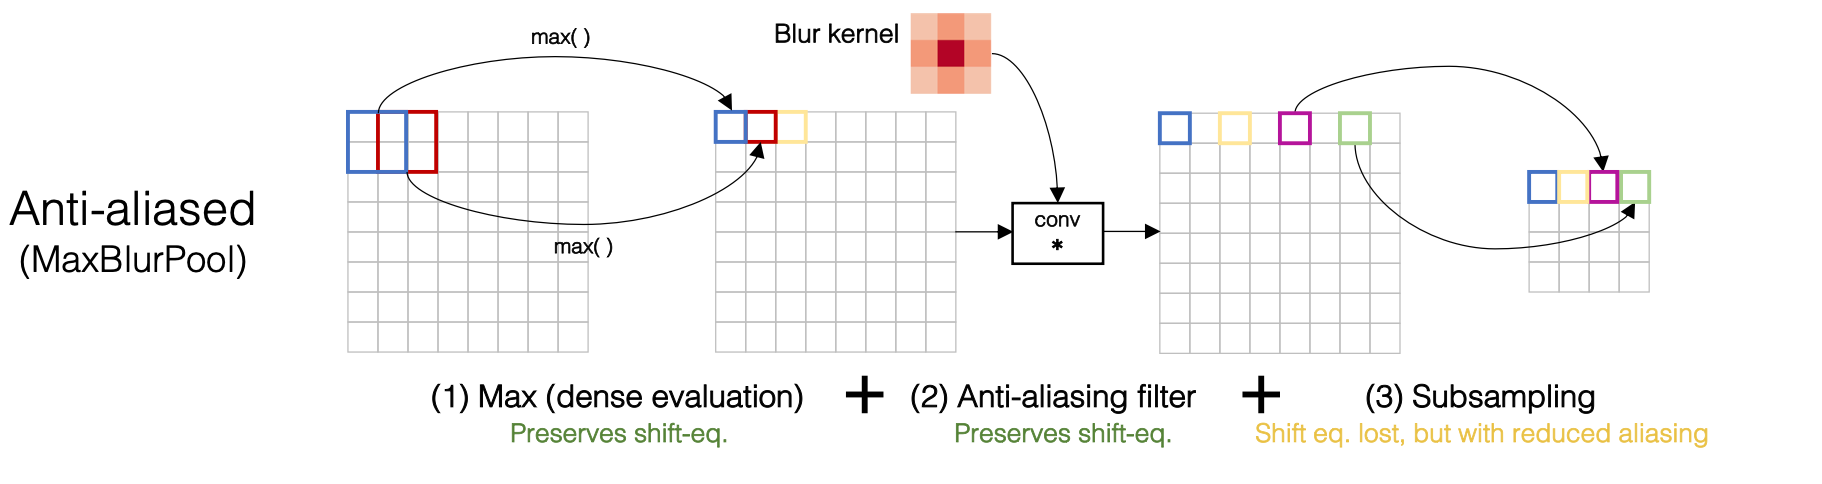 max( )
Blur kernel
Anti-aliased
(MaxBlurPool)
max( )
conv
*
(1) Max (dense evaluation) + (2) Anti-aliasing filter + (3) Subsampling
Preserves shift-eq. Preserves shift-eq. Shift eq. lost, but with reduced aliasing